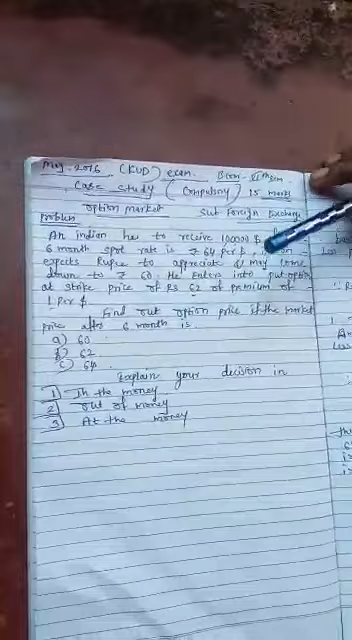 May-2016 (KUD) exam. Bcom-VIth Sem
Case Study (Compulsory) 15 marks
Option market Sub Foreign Exchange
Problem
An indian has to receive 100000 $
6 month spot rate is ₹ 64 per $,
expects Rupee to appreciate & may come
down to ₹ 60. He Enters into put option
at strike price of RS 62 of premium of
1 Per $.
Find out option price if the market
price after 6 month is
a) 60
b) 62
c) 64
Explain your decision in
1) In the money
2) Out of money
3) At the money